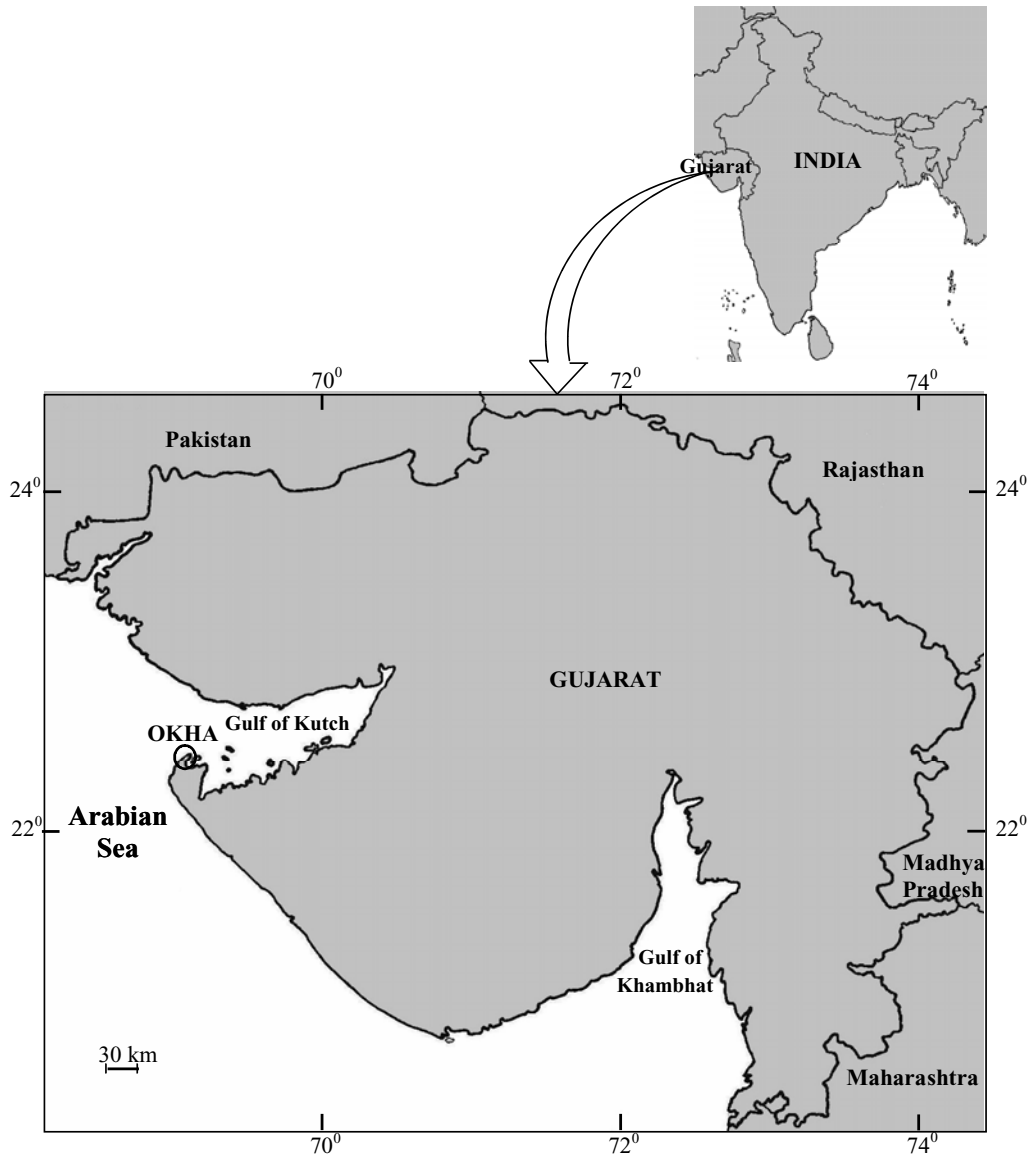 Gujarat
INDIA
70⁰
72⁰
74⁰
Pakistan
Rajasthan
24⁰
24⁰
GUJARAT
Gulf of Kutch
OKHA
Arabian
Sea
22⁰
22⁰
Madhya
Pradesh
Gulf of
Khambhat
30 km
Maharashtra
70⁰
72⁰
74⁰